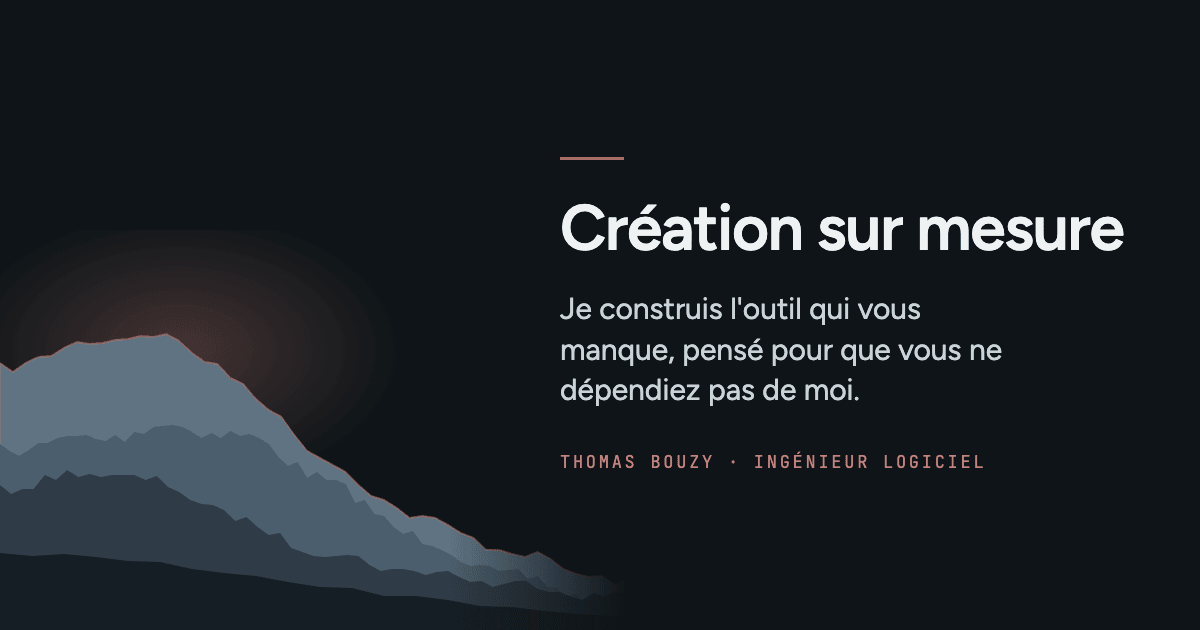 Création sur mesure
Je construis l'outil qui vous
manque, pensé pour que vous ne
dépendiez pas de moi.
THOMAS BOUZY · INGÉNIEUR LOGICIEL